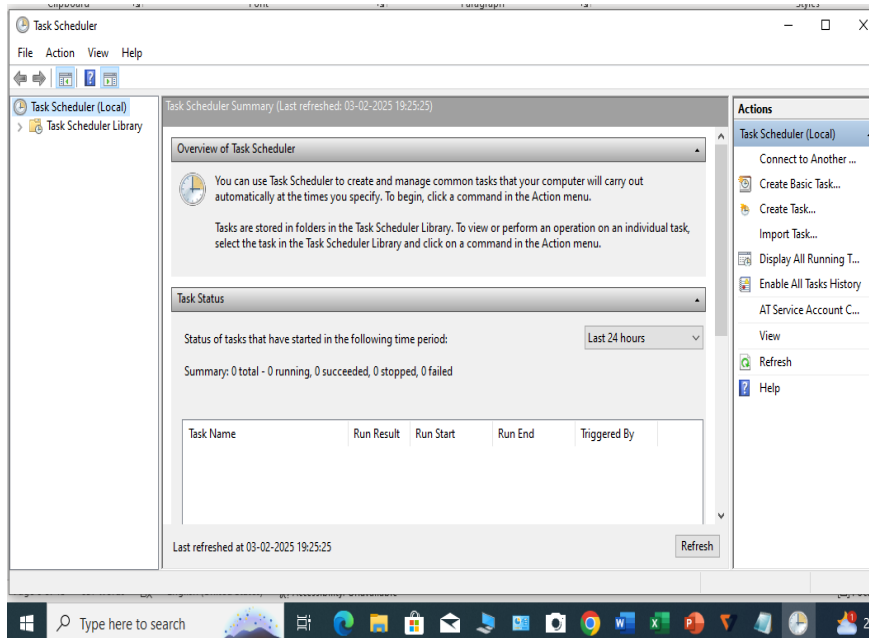 Clipboard
Font
Paragraph
Styles
Task Scheduler
File Action View Help
Task Scheduler (Local)
Task Scheduler Library
Task Scheduler Summary (Last refreshed: 03-02-2025 19:25:25)
Overview of Task Scheduler
You can use Task Scheduler to create and manage common tasks that your computer will carry out
automatically at the times you specify. To begin, click a command in the Action menu.
Tasks are stored in folders in the Task Scheduler Library. To view or perform an operation on an individual task,
select the task in the Task Scheduler Library and click on a command in the Action menu.
Task Status
Status of tasks that have started in the following time period:
Last 24 hours
Summary: 0 total - 0 running, 0 succeeded, 0 stopped, 0 failed
Task Name Run Result Run Start Run End Triggered By
Last refreshed at 03-02-2025 19:25:25
Refresh
Actions
Task Scheduler (Local)
Connect to Another ...
Create Basic Task...
Create Task...
Import Task...
Display All Running T...
Enable All Tasks History
AT Service Account C...
View
Refresh
Help
Type here to search